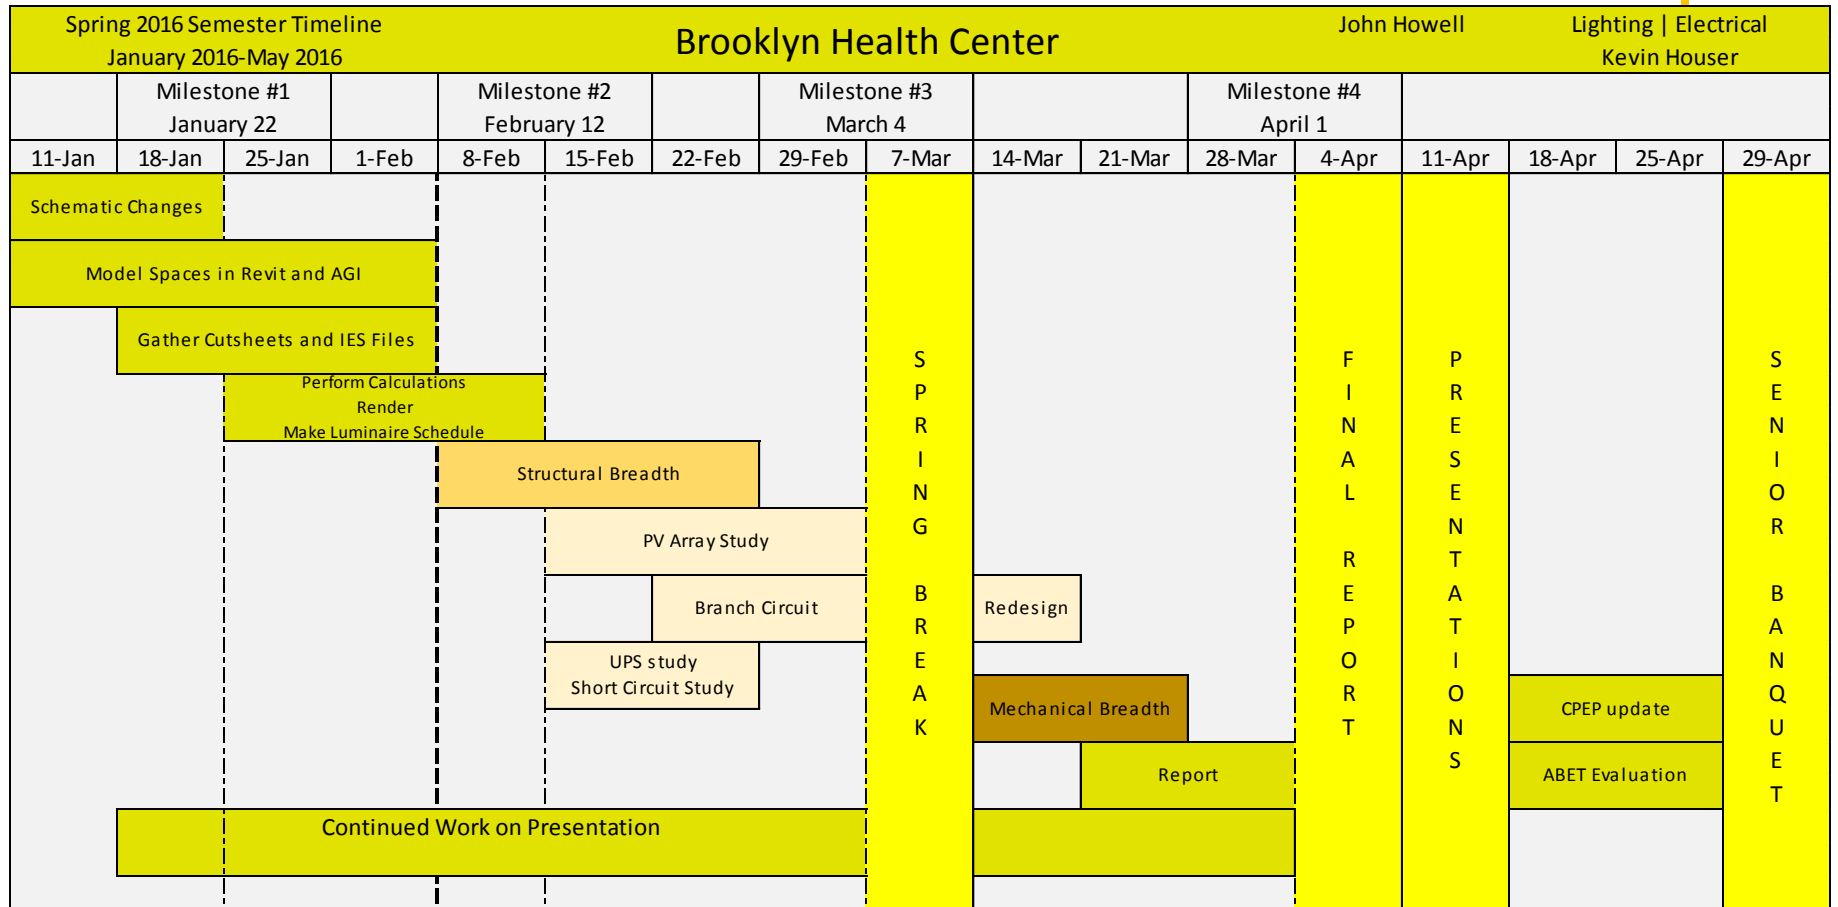 Spring 2016 Semester Timeline
January 2016-May 2016
Brooklyn Health Center
John Howell
Lighting | Electrical
Kevin Houser
Milestone #1
January 22
Milestone #2
February 12
Milestone #3
March 4
Milestone #4
April 1
11-Jan 18-Jan 25-Jan 1-Feb 8-Feb 15-Feb 22-Feb 29-Feb 7-Mar 14-Mar 21-Mar 28-Mar 4-Apr 11-Apr 18-Apr 25-Apr 29-Apr
Schematic Changes
Model Spaces in Revit and AGI
Gather Cutsheets and IES Files
Perform Calculations
Render
Make Luminaire Schedule
Structural Breadth
PV Array Study
Branch Circuit
Redesign
UPS study
Short Circuit Study
Mechanical Breadth
Report
Continued Work on Presentation
SPRING BREAK
FINAL REPORT
PRESENTATIONS
CPEP update
ABET Evaluation
SENIOR BANQUET